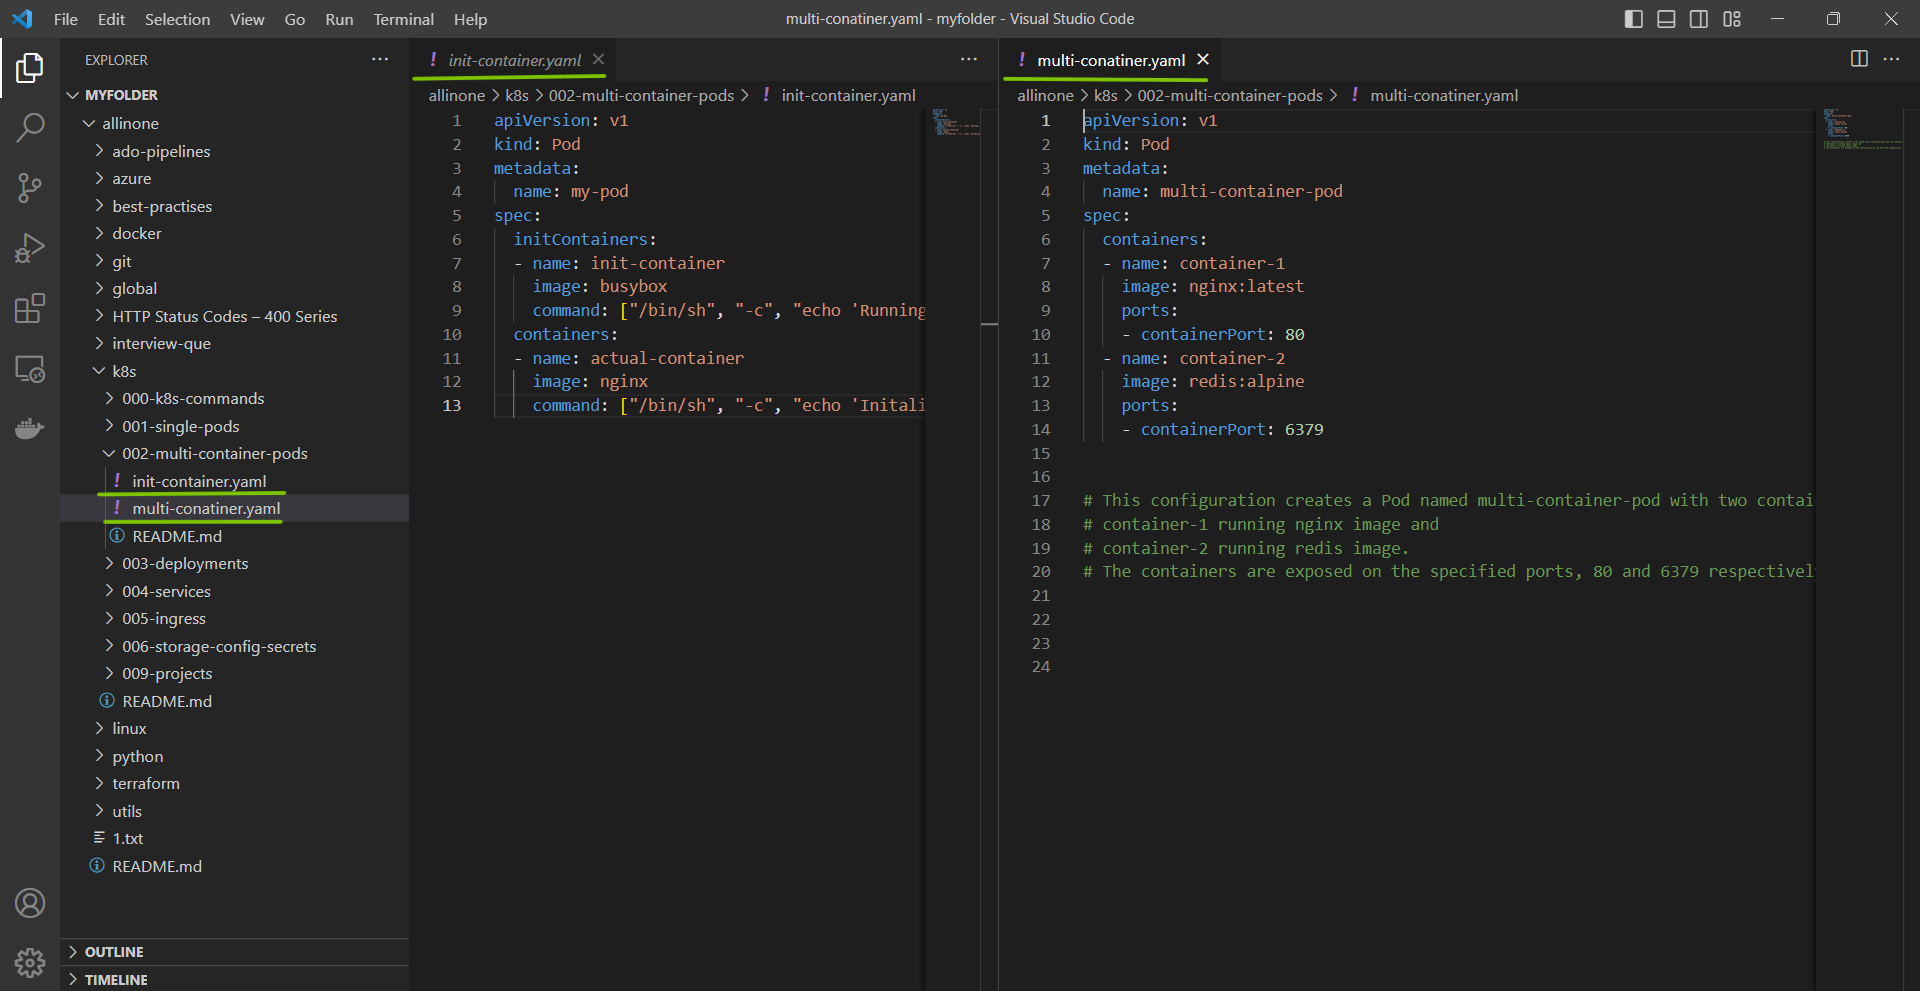 File Edit Selection View Go Run Terminal Help
multi-conatiner.yaml - myfolder - Visual Studio Code
EXPLORER
MYFOLDER
allinone
ado-pipelines
azure
best-practises
docker
git
global
HTTP Status Codes – 400 Series
interview-que
k8s
000-k8s-commands
001-single-pods
002-multi-container-pods
! init-container.yaml
! multi-conatiner.yaml
README.md
003-deployments
004-services
005-ingress
006-storage-config-secrets
009-projects
README.md
linux
python
terraform
utils
1.txt
README.md
OUTLINE
TIMELINE
! init-container.yaml
allinone > k8s > 002-multi-container-pods > ! init-container.yaml
1 apiVersion: v1
2 kind: Pod
3 metadata:
4 name: my-pod
5 spec:
6 initContainers:
7 - name: init-container
8 image: busybox
9 command: ["/bin/sh", "-c", "echo 'Running
10 containers:
11 - name: actual-container
12 image: nginx
13 command: ["/bin/sh", "-c", "echo 'Initali
! multi-conatiner.yaml
allinone > k8s > 002-multi-container-pods > ! multi-conatiner.yaml
1 apiVersion: v1
2 kind: Pod
3 metadata:
4 name: multi-container-pod
5 spec:
6 containers:
7 - name: container-1
8 image: nginx:latest
9 ports:
10 - containerPort: 80
11 - name: container-2
12 image: redis:alpine
13 ports:
14 - containerPort: 6379
15
16
17 # This configuration creates a Pod named multi-container-pod with two contai
18 # container-1 running nginx image and
19 # container-2 running redis image.
20 # The containers are exposed on the specified ports, 80 and 6379 respectivel
21
22
23
24